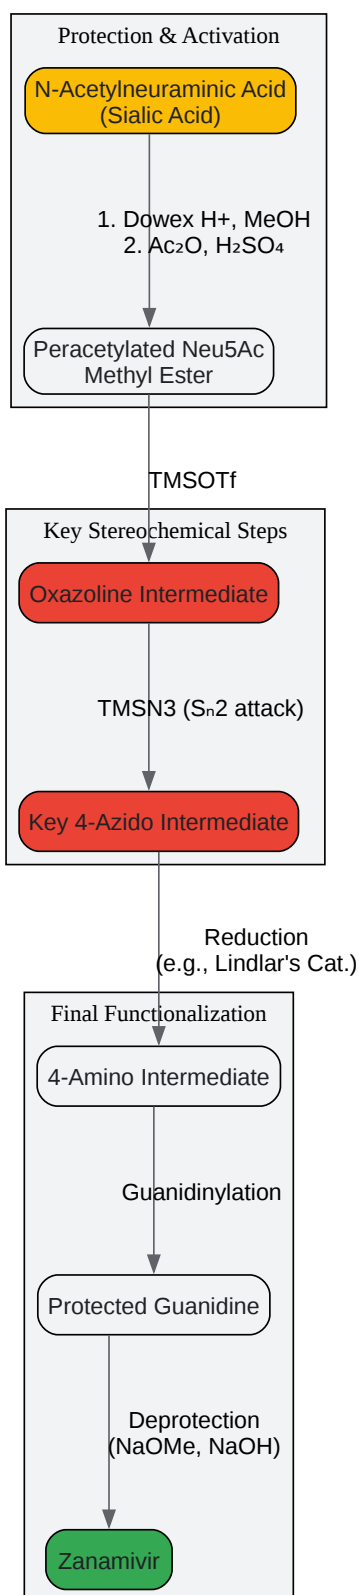 Protection & Activation
N-Acetylneuraminic Acid
(Sialic Acid)
1. Dowex H+, MeOH
2. Ac₂O, H₂SO₄
Peracetylated Neu5Ac
Methyl Ester
TMSOTf
Key Stereochemical Steps
Oxazoline Intermediate
TMSN3 (Sₙ2 attack)
Key 4-Azido Intermediate
Reduction
(e.g., Lindlar's Cat.)
Final Functionalization
4-Amino Intermediate
Guanidinylation
Protected Guanidine
Deprotection
(NaOMe, NaOH)
Zanamivir